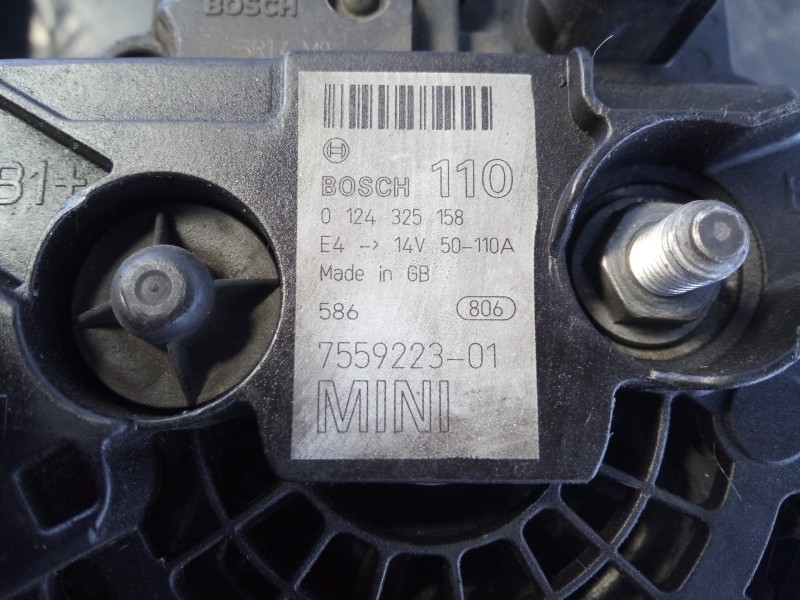 BOSCH
BOSCH 110
0 124 325 158
E4 -> 14V 50-110A
Made in GB
586 806
7559223-01
MINI
B1+